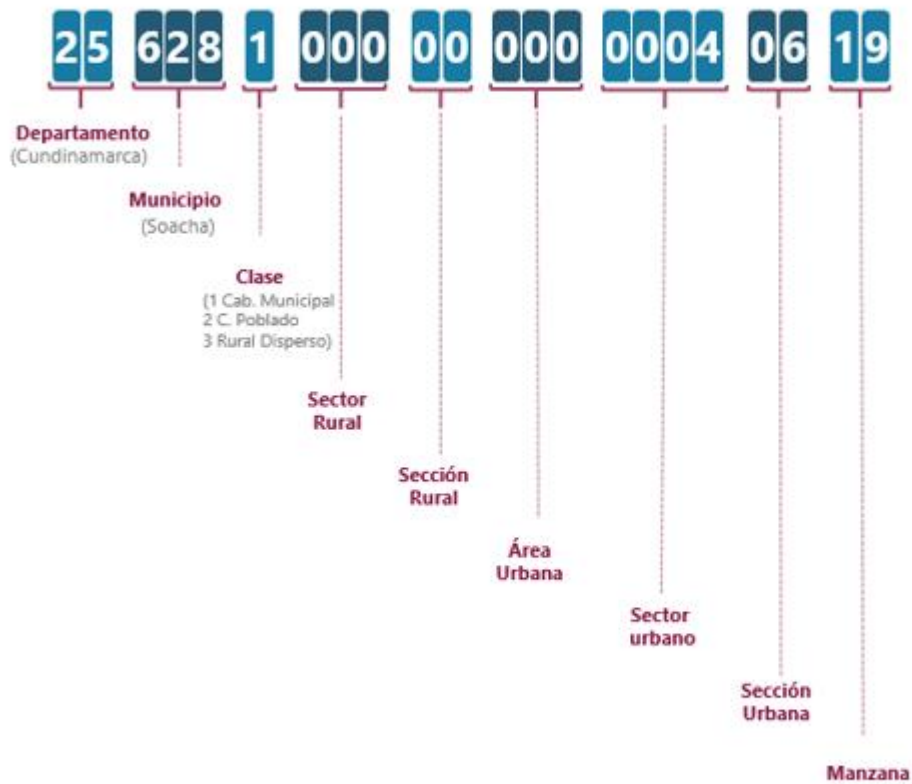 25 628 1 000 00 000 0004 06 19
Departamento
(Cundinamarca)
Municipio
(Soacha)
Clase
(1 Cab. Municipal
2 C. Poblado
3 Rural Disperso)
Sector
Rural
Sección
Rural
Área
Urbana
Sector
urbano
Sección
Urbana
Manzana